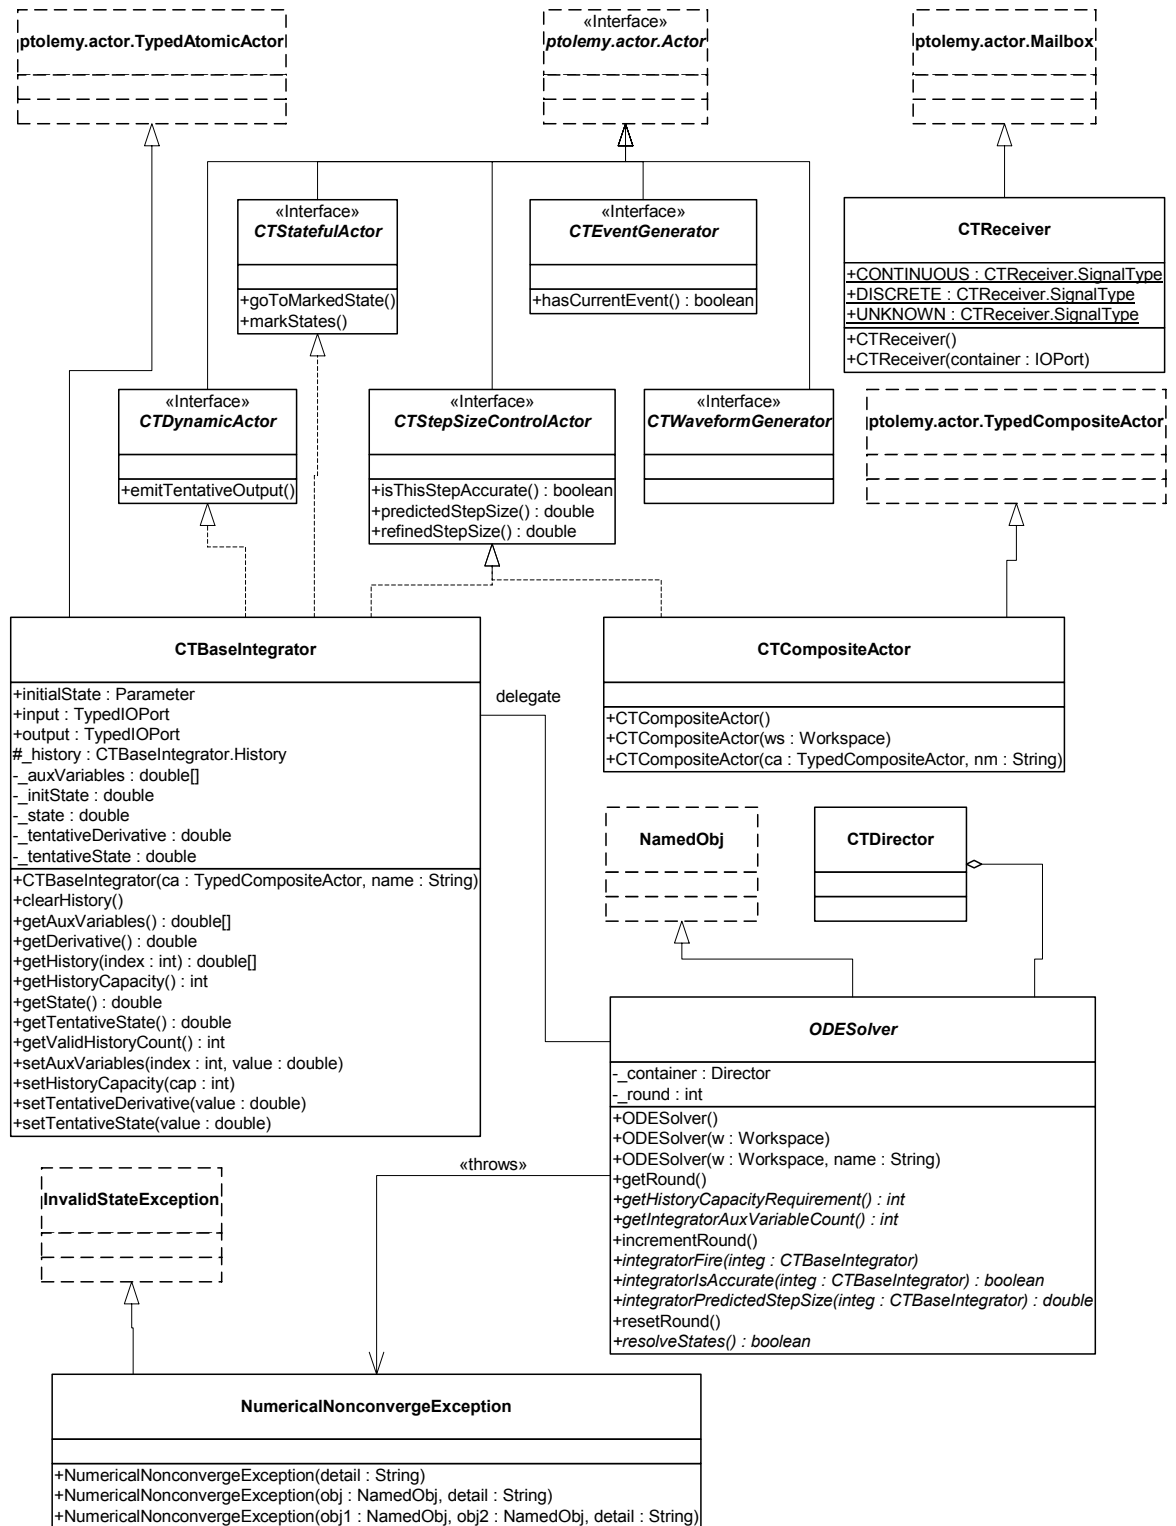 ptolemy.actor.TypedAtomicActor
«Interface»
ptolemy.actor.Actor
ptolemy.actor.Mailbox
«Interface»
CTStatefulActor
+goToMarkedState()
+markStates()
«Interface»
CTEventGenerator
+hasCurrentEvent() : boolean
CTReceiver
+CONTINUOUS : CTReceiver.SignalType
+DISCRETE : CTReceiver.SignalType
+UNKNOWN : CTReceiver.SignalType
+CTReceiver()
+CTReceiver(container : IOPort)
«Interface»
CTDynamicActor
+emitTentativeOutput()
«Interface»
CTStepSizeControlActor
+isThisStepAccurate() : boolean
+predictedStepSize() : double
+refinedStepSize() : double
«Interface»
CTWaveformGenerator
ptolemy.actor.TypedCompositeActor
CTBaseIntegrator
+initialState : Parameter
+input : TypedIOPort
+output : TypedIOPort
#_history : CTBaseIntegrator.History
-_auxVariables : double[]
-_initState : double
-_state : double
-_tentativeDerivative : double
-_tentativeState : double
+CTBaseIntegrator(ca : TypedCompositeActor, name : String)
+clearHistory()
+getAuxVariables() : double[]
+getDerivative() : double
+getHistory(index : int) : double[]
+getHistoryCapacity() : int
+getState() : double
+getTentativeState() : double
+getValidHistoryCount() : int
+setAuxVariables(index : int, value : double)
+setHistoryCapacity(cap : int)
+setTentativeDerivative(value : double)
+setTentativeState(value : double)
delegate
CTCompositeActor
+CTCompositeActor()
+CTCompositeActor(ws : Workspace)
+CTCompositeActor(ca : TypedCompositeActor, nm : String)
NamedObj
CTDirector
ODESolver
-_container : Director
-_round : int
+ODESolver()
+ODESolver(w : Workspace)
+ODESolver(w : Workspace, name : String)
+getRound()
+getHistoryCapacityRequirement() : int
+getIntegratorAuxVariableCount() : int
+incrementRound()
+integratorFire(integ : CTBaseIntegrator)
+integratorIsAccurate(integ : CTBaseIntegrator) : boolean
+integratorPredictedStepSize(integ : CTBaseIntegrator) : double
+resetRound()
+resolveStates() : boolean
«throws»
InvalidStateException
NumericalNonconvergeException
+NumericalNonconvergeException(detail : String)
+NumericalNonconvergeException(obj : NamedObj, detail : String)
+NumericalNonconvergeException(obj1 : NamedObj, obj2 : NamedObj, detail : String)